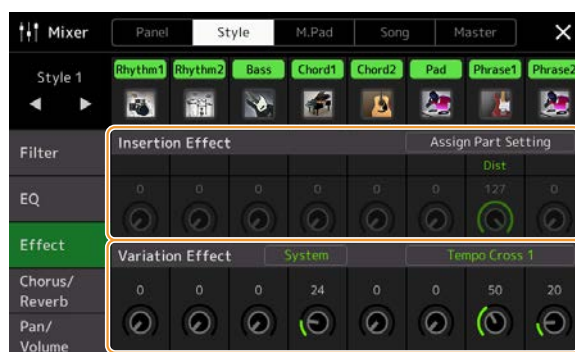 Mixer
Panel Style M.Pad Song Master
Style 1
Rhythm1 Rhythm2 Bass Chord1 Chord2 Pad Phrase1 Phrase2
Filter
EQ
Effect
Chorus/
Reverb
Pan/
Volume
Insertion Effect Assign Part Setting
Dist
0 0 0 0 0 0 127 0
Variation Effect System Tempo Cross 1
0 0 0 24 0 0 50 20